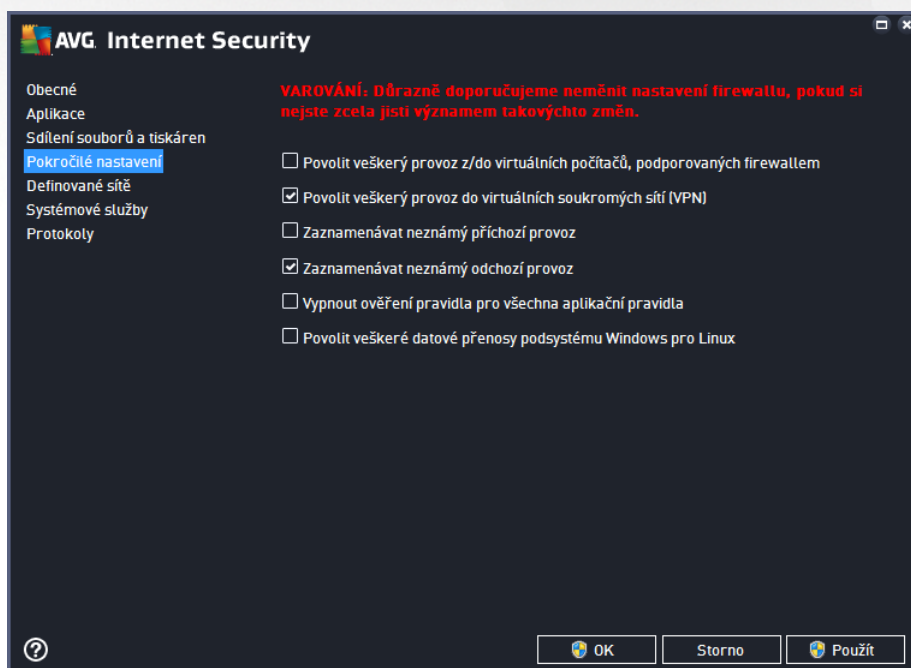 AVG Internet Security
Obecné
Aplikace
Sdílení souborů a tiskáren
Pokročilé nastavení
Definované sítě
Systémové služby
Protokoly
VAROVÁNÍ: Důrazně doporučujeme neměnit nastavení firewallu, pokud si
nejste zcela jisti významem takovýchto změn.
Povolit veškerý provoz z/do virtuálních počítačů, podporovaných firewallem
Povolit veškerý provoz do virtuálních soukromých sítí (VPN)
Zaznamenávat neznámý příchozí provoz
Zaznamenávat neznámý odchozí provoz
Vypnout ověření pravidla pro všechna aplikační pravidla
Povolit veškeré datové přenosy podsystému Windows pro Linux
?
OK
Storno
Použít